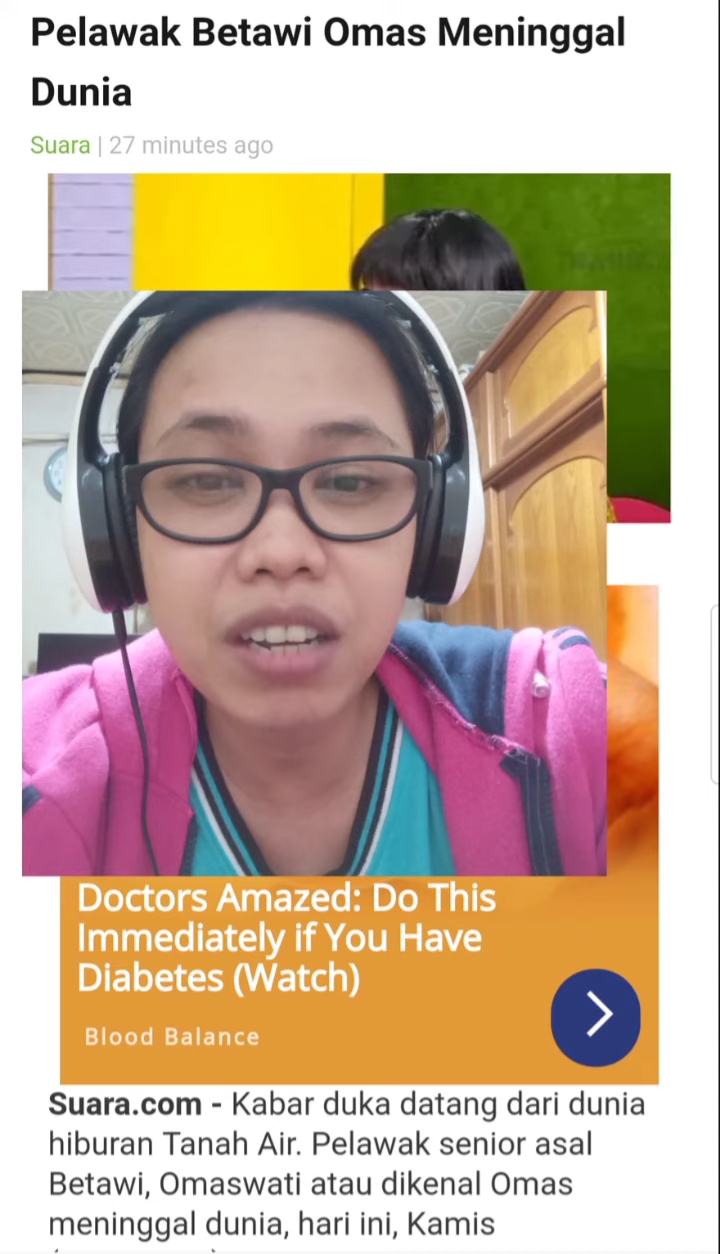 Pelawak Betawi Omas Meninggal
Dunia
Suara | 27 minutes ago
Doctors Amazed: Do This
Immediately if You Have
Diabetes (Watch)
Blood Balance
Suara.com - Kabar duka datang dari dunia
hiburan Tanah Air. Pelawak senior asal
Betawi, Omaswati atau dikenal Omas
meninggal dunia, hari ini, Kamis